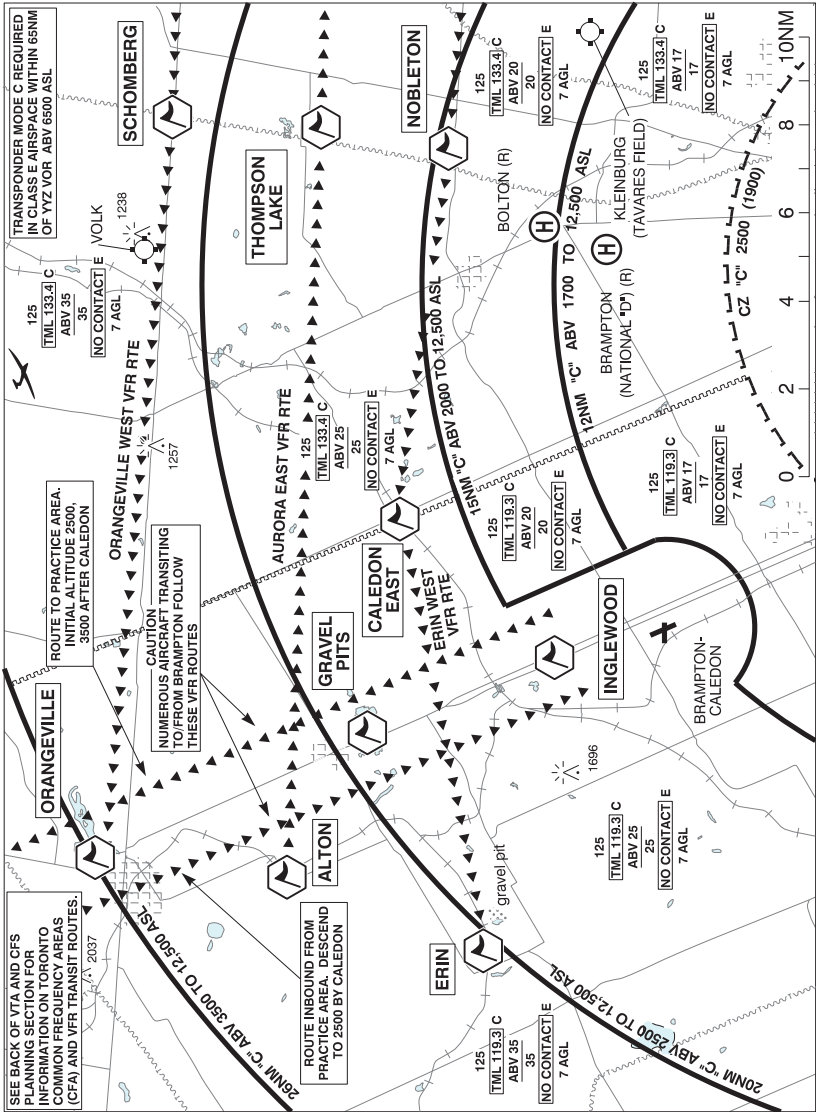 TRANSPONDER MODE C REQUIRED
IN CLASS E AIRSPACE WITHIN 65NM
OF YYZ VOR ABV 6500 ASL
SCHOMBERG
VOLK
1238
125
TML 133.4 C
ABV 35
35
NO CONTACT E
7 AGL
ORANGEVILLE WEST VFR RTE
1257
ROUTE TO PRACTICE AREA.
INITIAL ALTITUDE 2500,
3500 AFTER CALEDON
CAUTION
NUMEROUS AIRCRAFT TRANSITING
TO/FROM BRAMPTON FOLLOW
THESE VFR ROUTES
ORANGEVILLE
SEE BACK OF VTA AND CFS
PLANNING SECTION FOR
INFORMATION ON TORONTO
COMMON FREQUENCY AREAS
(CFA) AND VFR TRANSIT ROUTES.
2037
26NM "C" ABV 3500 TO 12,500 ASL
THOMPSON
LAKE
AURORA EAST VFR RTE
125
TML 133.4 C
ABV 25
25
NO CONTACT E
7 AGL
GRAVEL
PITS
ALTON
ROUTE INBOUND FROM
PRACTICE AREA. DESCEND
TO 2500 BY CALEDON
NOBLETON
CALEDON
EAST
ERIN WEST
VFR RTE
ERIN
gravel pit
125
TML 119.3 C
ABV 35
35
NO CONTACT E
7 AGL
20NM "C" ABV 2500 TO 12,500 ASL
15NM "C" ABV 2000 TO 12,500 ASL
125
TML 133.4 C
ABV 20
20
NO CONTACT E
7 AGL
BOLTON (R)
125
TML 119.3 C
ABV 20
20
NO CONTACT E
7 AGL
INGLEWOOD
1696
125
TML 119.3 C
ABV 25
25
NO CONTACT E
7 AGL
12NM "C" ABV 1700 TO 12,500 ASL
KLEINBURG
(TAVARES FIELD)
H
H
BRAMPTON
(NATIONAL "D") (R)
125
TML 133.4 C
ABV 17
17
NO CONTACT E
7 AGL
125
TML 119.3 C
ABV 17
17
NO CONTACT E
7 AGL
BRAMPTON-
CALEDON
CZ "C" 2500 (1900)
0 2 4 6 8 10NM